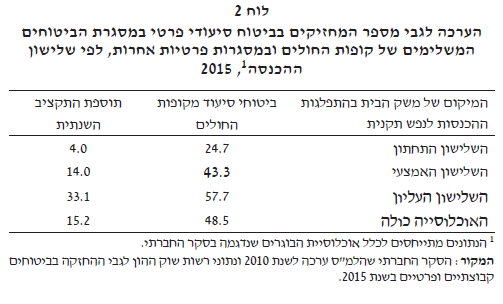 לוח 2
הערכה לגבי מספר המחזיקים בביטוח סיעודי פרטי במסגרת הביטוחים
המשלימים של קופות החולים ובמסגרות פרטיות אחרות, לפי שלישון
ההכנסה1, 2015
המיקום של משק הבית בהתפלגות ביטוחי סיעוד מקופות תוספת התקציב
ההכנסות לנפש תקנית החולים השנתית
השלישון התחתון 24.7 4.0
השלישון האמצעי 43.3 14.0
השלישון העליון 57.7 33.1
האוכלוסייה כולה 48.5 15.2
1 הנתונים מתייחסים לכלל אוכלוסיית הבוגרים שנדגמה בסקר החברתי.
המקור: הסקר החברתי שהלמ"ס ערכה לשנת 2010 ונתוני רשות שוק ההון לגבי ההחזקה בביטוחים
קבוצתיים ופרטיים בשנת 2015.